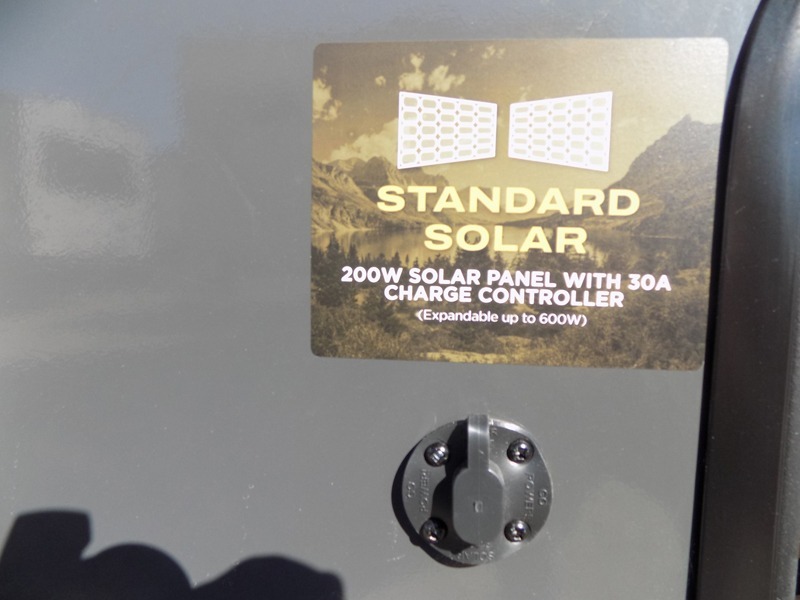 STANDARD
SOLAR
200W SOLAR PANEL WITH 30A
CHARGE CONTROLLER
(Expandable up to 600W)